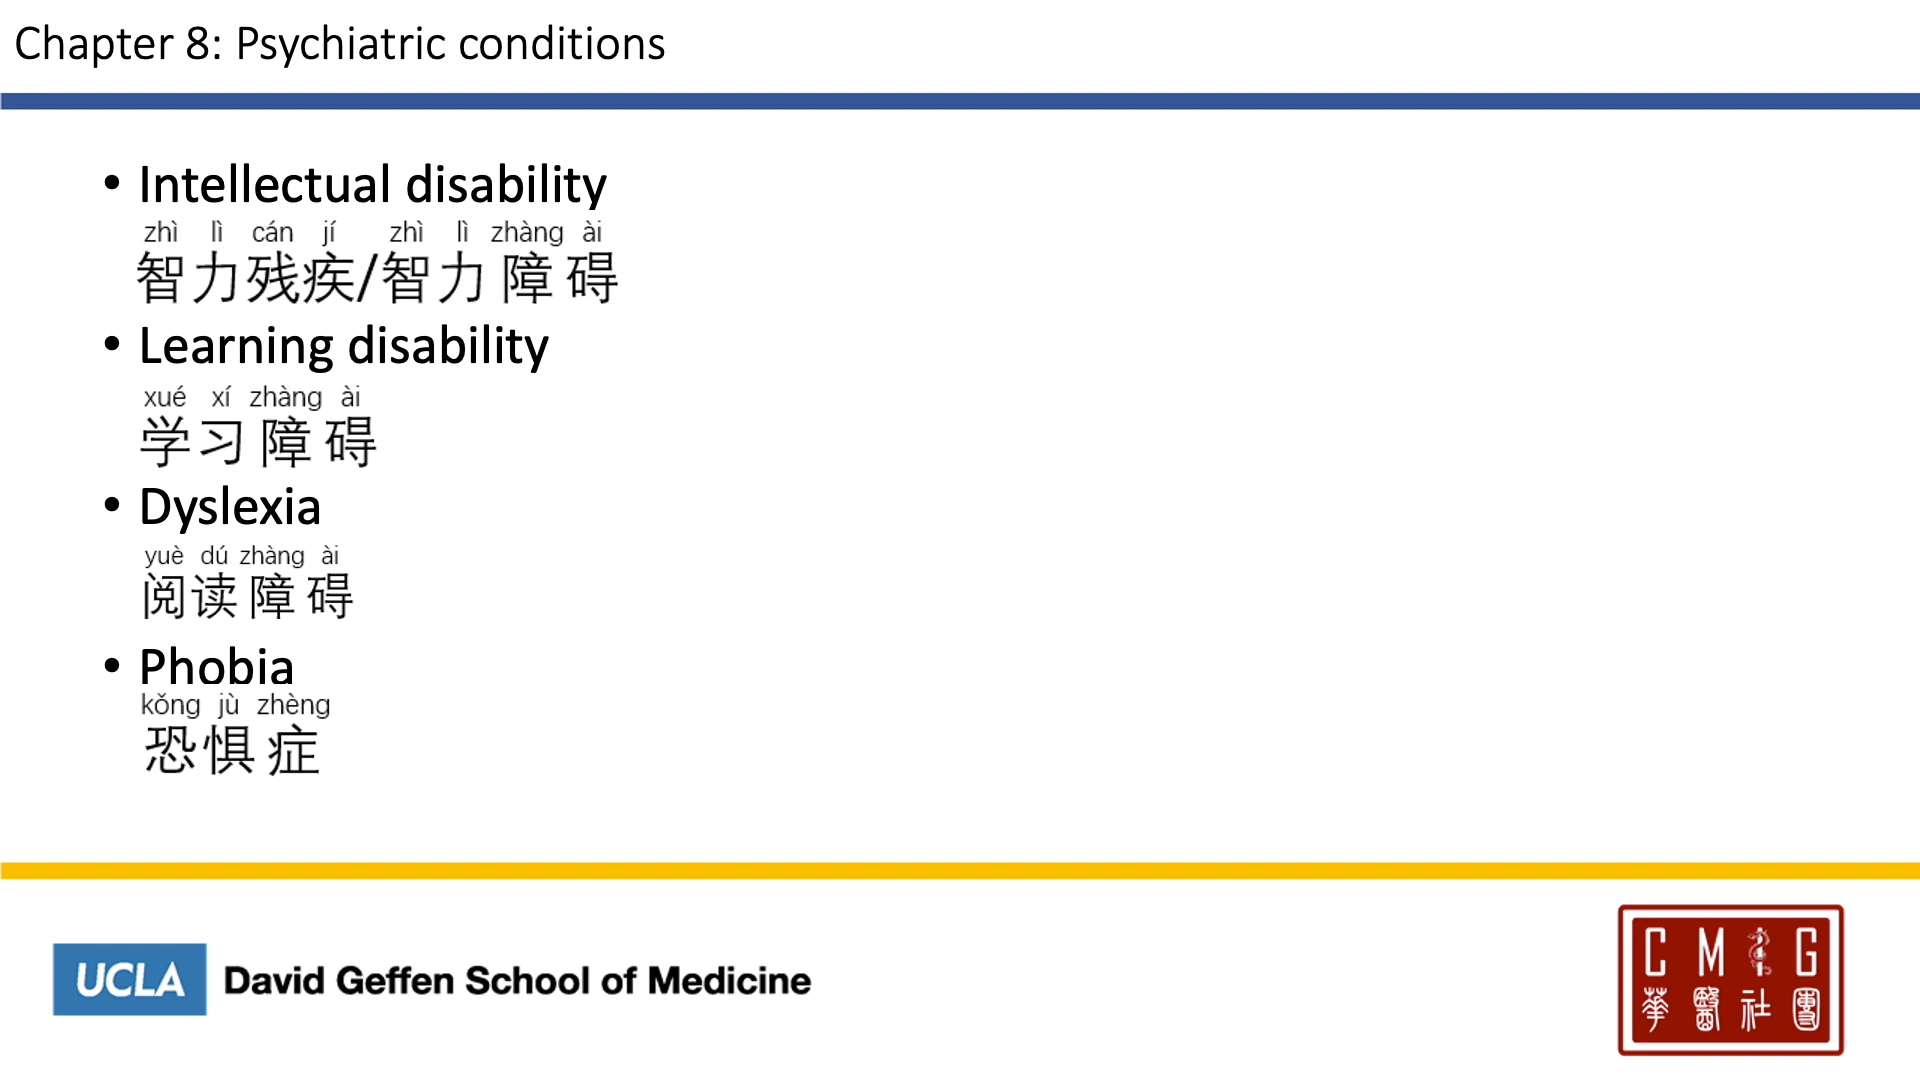 Chapter 8: Psychiatric conditions
• Intellectual disability
zhì lì cán jí zhì lì zhàng ài
智力残疾/智力障碍
• Learning disability
xué xí zhàng ài
学习障碍
• Dyslexia
yuè dú zhàng ài
阅读障碍
• Phobia
kǒng jù zhèng
恐惧症
UCLA David Geffen School of Medicine
C M G
華醫社團